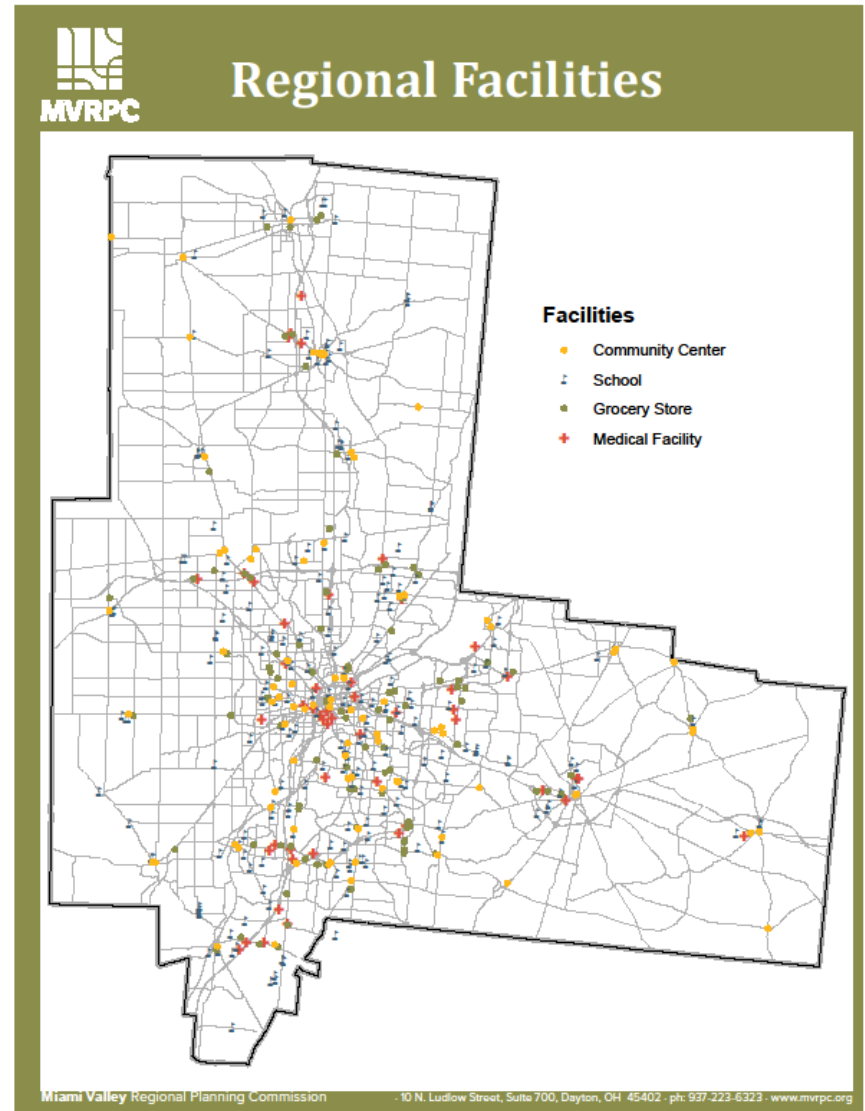 MVRPC
Regional Facilities
Facilities
Community Center
School
Grocery Store
Medical Facility
Miami Valley Regional Planning Commission
· 10 N. Ludlow Street, Suite 700, Dayton, OH 45402 · ph: 937-223-6323 · www.mvrpc.org